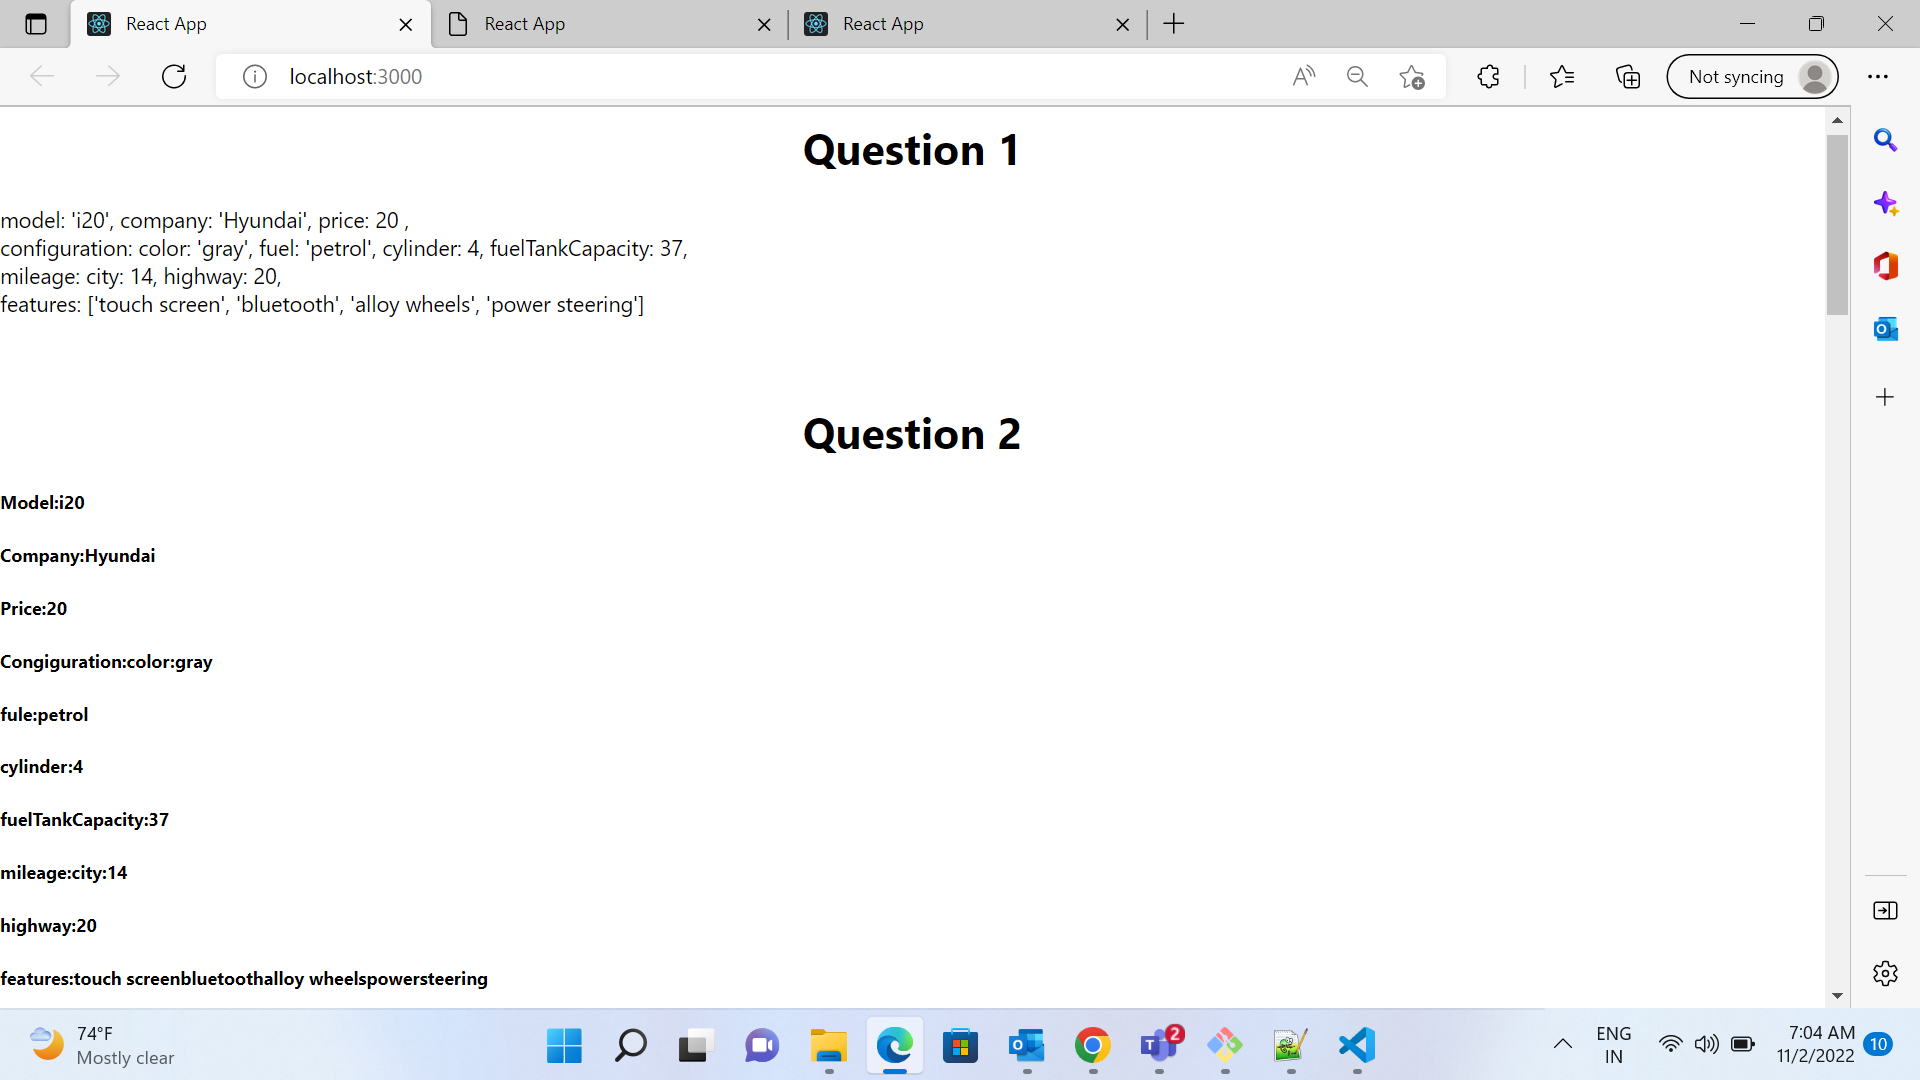 React App
React App
React App
localhost:3000
Not syncing
Question 1
model: 'i20', company: 'Hyundai', price: 20 ,
configuration: color: 'gray', fuel: 'petrol', cylinder: 4, fuelTankCapacity: 37,
mileage: city: 14, highway: 20,
features: ['touch screen', 'bluetooth', 'alloy wheels', 'power steering']
Question 2
Model:i20
Company:Hyundai
Price:20
Congiguration:color:gray
fule:petrol
cylinder:4
fuelTankCapacity:37
mileage:city:14
highway:20
features:touch screenbluetoothalloy wheelspowersteering
74°F
Mostly clear
2
ENG
IN
7:04 AM
11/2/2022
10